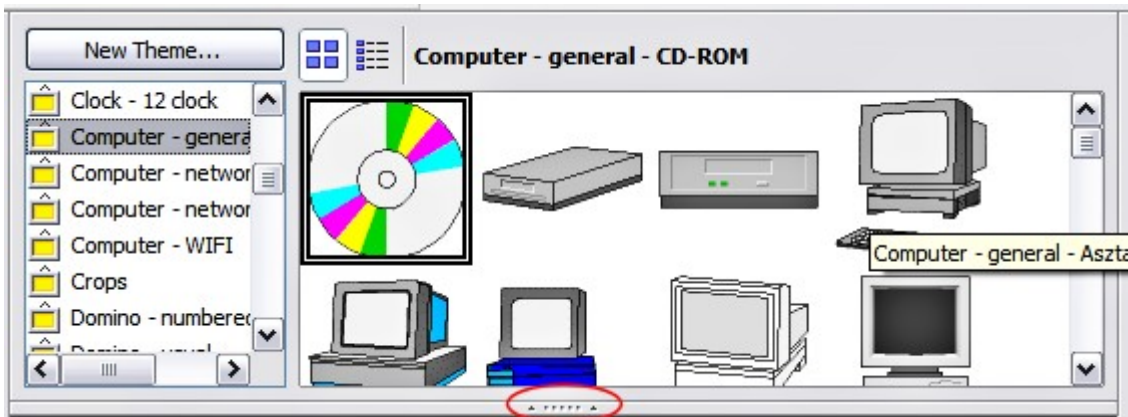 New Theme...
Computer - general - CD-ROM
Clock - 12 clock
Computer - genera
Computer - networ
Computer - networ
Computer - WIFI
Crops
Domino - numbered
Computer - general - Aszta